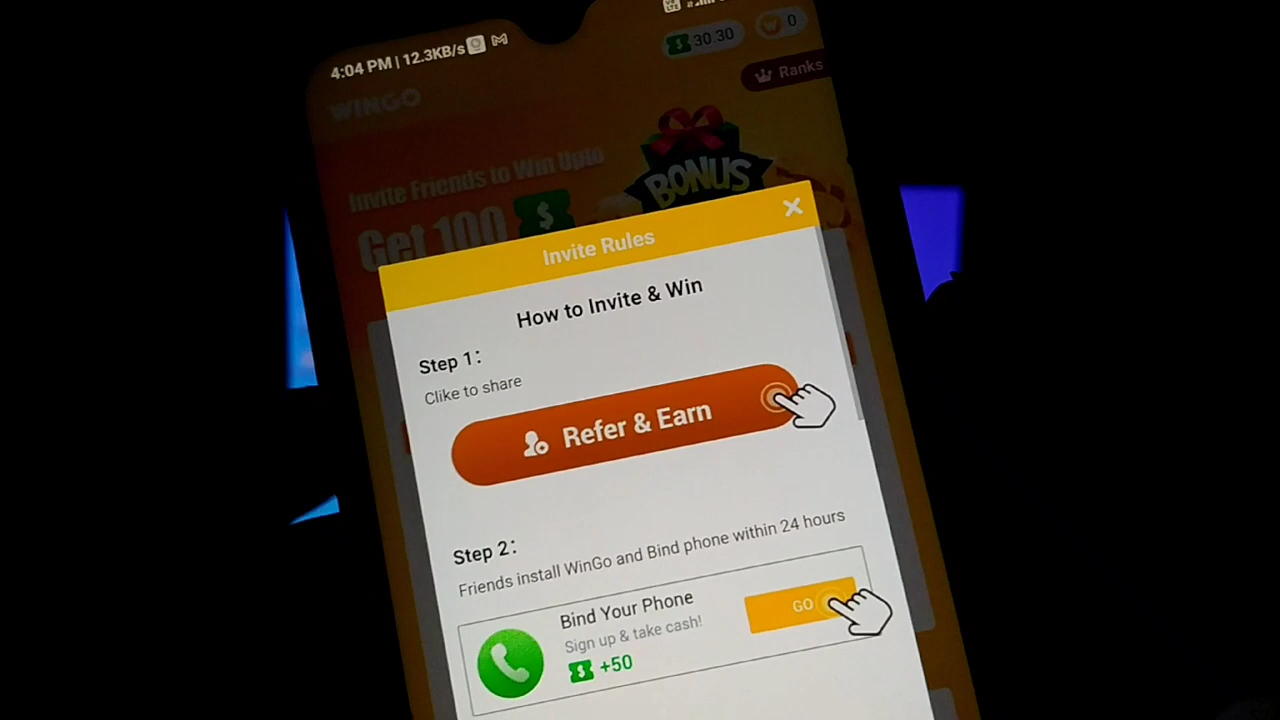 4:04 PM | 12.3KB/s
30.30
0
WINGO
Ranks
Invite Friends to Win Upto
Get 100
BONUS
Invite Rules
How to Invite & Win
Step 1:
Clike to share
Refer & Earn
Step 2:
Friends install WinGo and Bind phone within 24 hours
Bind Your Phone
Sign up & take cash!
+50
GO